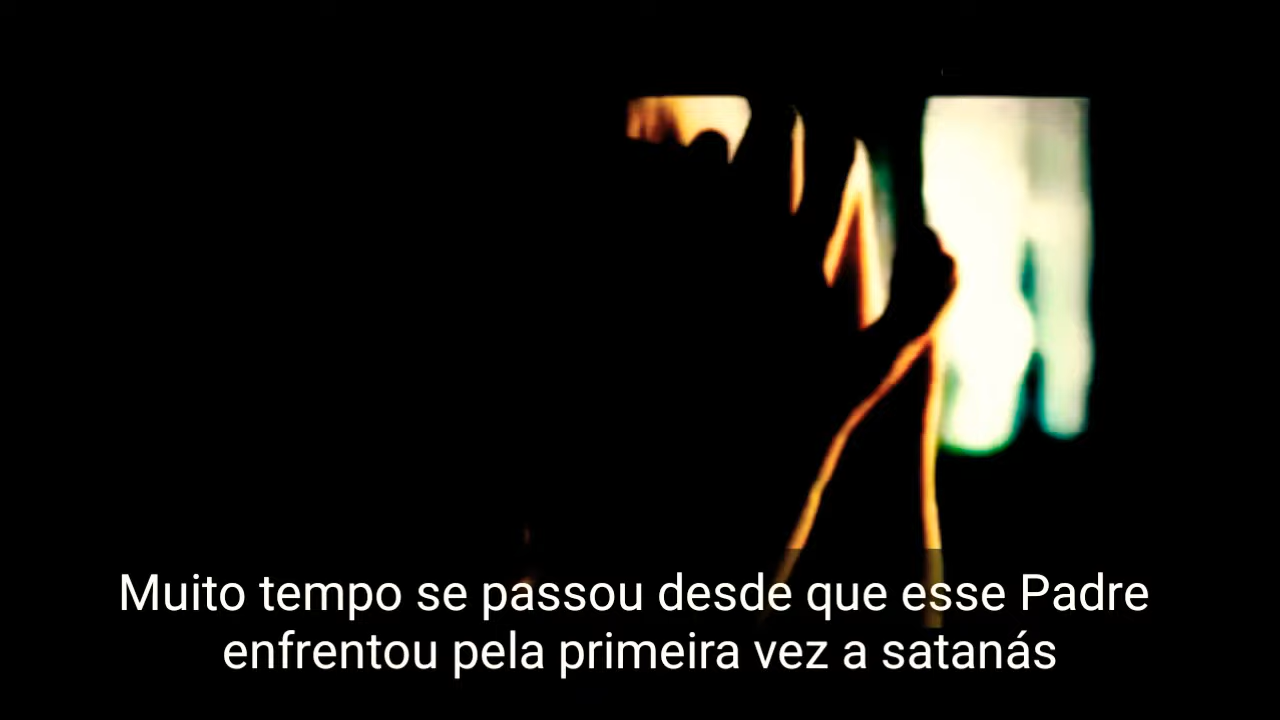 Muito tempo se passou desde que esse Padre
enfrentou pela primeira vez a satanás